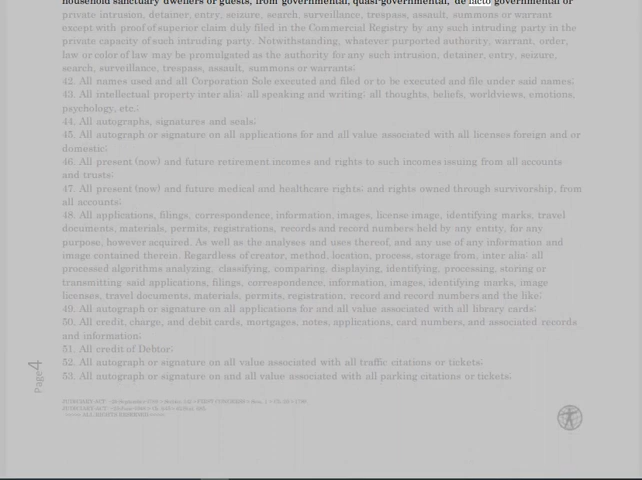 household sanctuary dwellers or guests, from governmental, quasi-governmental, de facto governmental or
private intrusion, detainer, entry, seizure, search, surveillance, trespass, assault, summons or warrant
except with proof of superior claim duly filed in the Commercial Registry by any such intruding party in the
private capacity of such intruding party. Notwithstanding, whatever purported authority, warrant, order,
law or color of law may be promulgated as the authority for any such intrusion, detainer, entry, seizure,
search, surveillance, trespass, assault, summons or warrants;
42. All names used and all Corporation Sole executed and filed or to be executed and file under said names;
43. All intellectual property inter alia: all speaking and writing; all thoughts, beliefs, worldviews, emotions,
psychology, etc.;
44. All autographs, signatures and seals;
45. All autograph or signature on all applications for and all value associated with all licenses foreign and or
domestic;
46. All present (now) and future retirement incomes and rights to such incomes issuing from all accounts
and trusts;
47. All present (now) and future medical and healthcare rights; and rights owned through survivorship, from
all accounts;
48. All applications, filings, correspondence, information, images, license image, identifying marks, travel
documents, materials, permits, registrations, records and record numbers held by any entity, for any
purpose, however acquired. As well as the analyses and uses thereof, and any use of any information and
image contained therein. Regardless of creator, method, location, process, storage from, inter alia: all
processed algorithms analyzing, classifying, comparing, displaying, identifying, processing, storing or
transmitting said applications, filings, correspondence, information, images, identifying marks, image
licenses, travel documents, materials, permits, registration, record and record numbers and the like;
49. All autograph or signature on all applications for and all value associated with all library cards;
50. All credit, charge, and debit cards, mortgages, notes, applications, card numbers, and associated records
and information;
51. All credit of Debtor;
52. All autograph or signature on all value associated with all traffic citations or tickets;
53. All autograph or signature on and all value associated with all parking citations or tickets;
Page4
ALL RIGHTS RESERVED